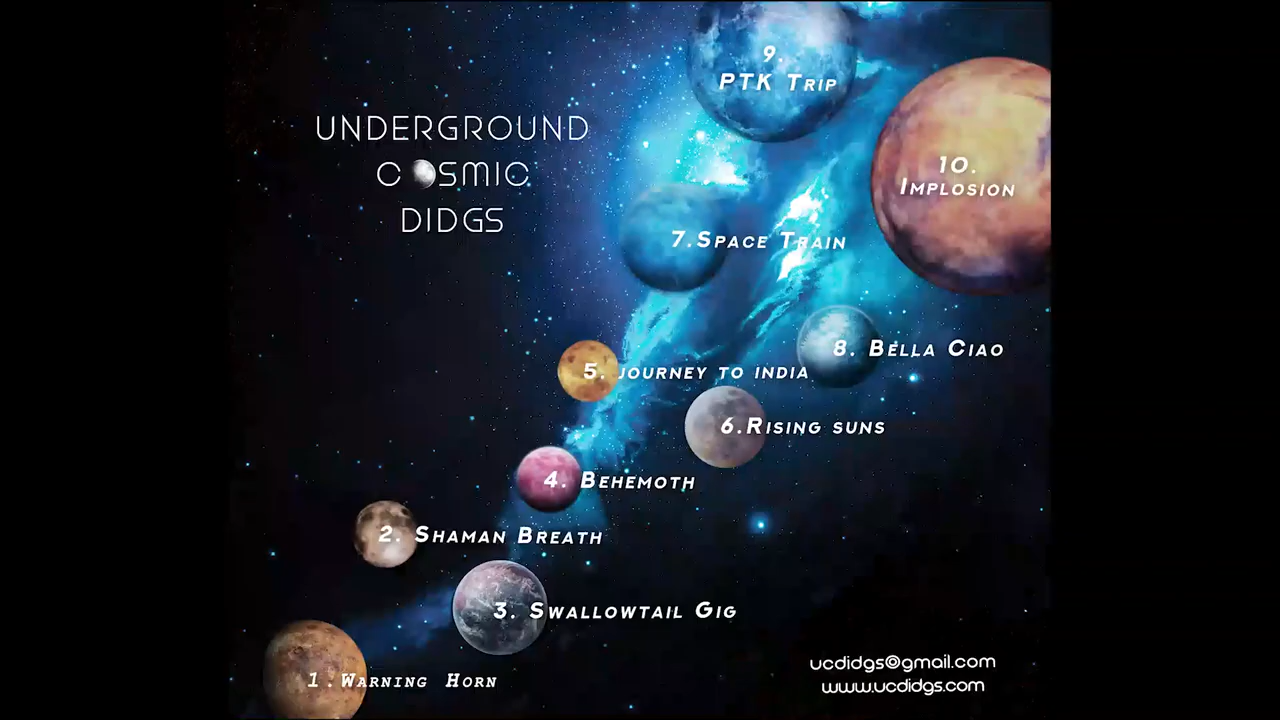 UNDERGROUND
COSMIC
DIDGS
9.
PTK Trip
10.
Implosion
7.Space Train
8. Bella Ciao
5. journey to india
6.Rising suns
4. Behemoth
2. Shaman Breath
3. Swallowtail Gig
1.Warning Horn
ucdidgs@gmail.com
www.ucdidgs.com